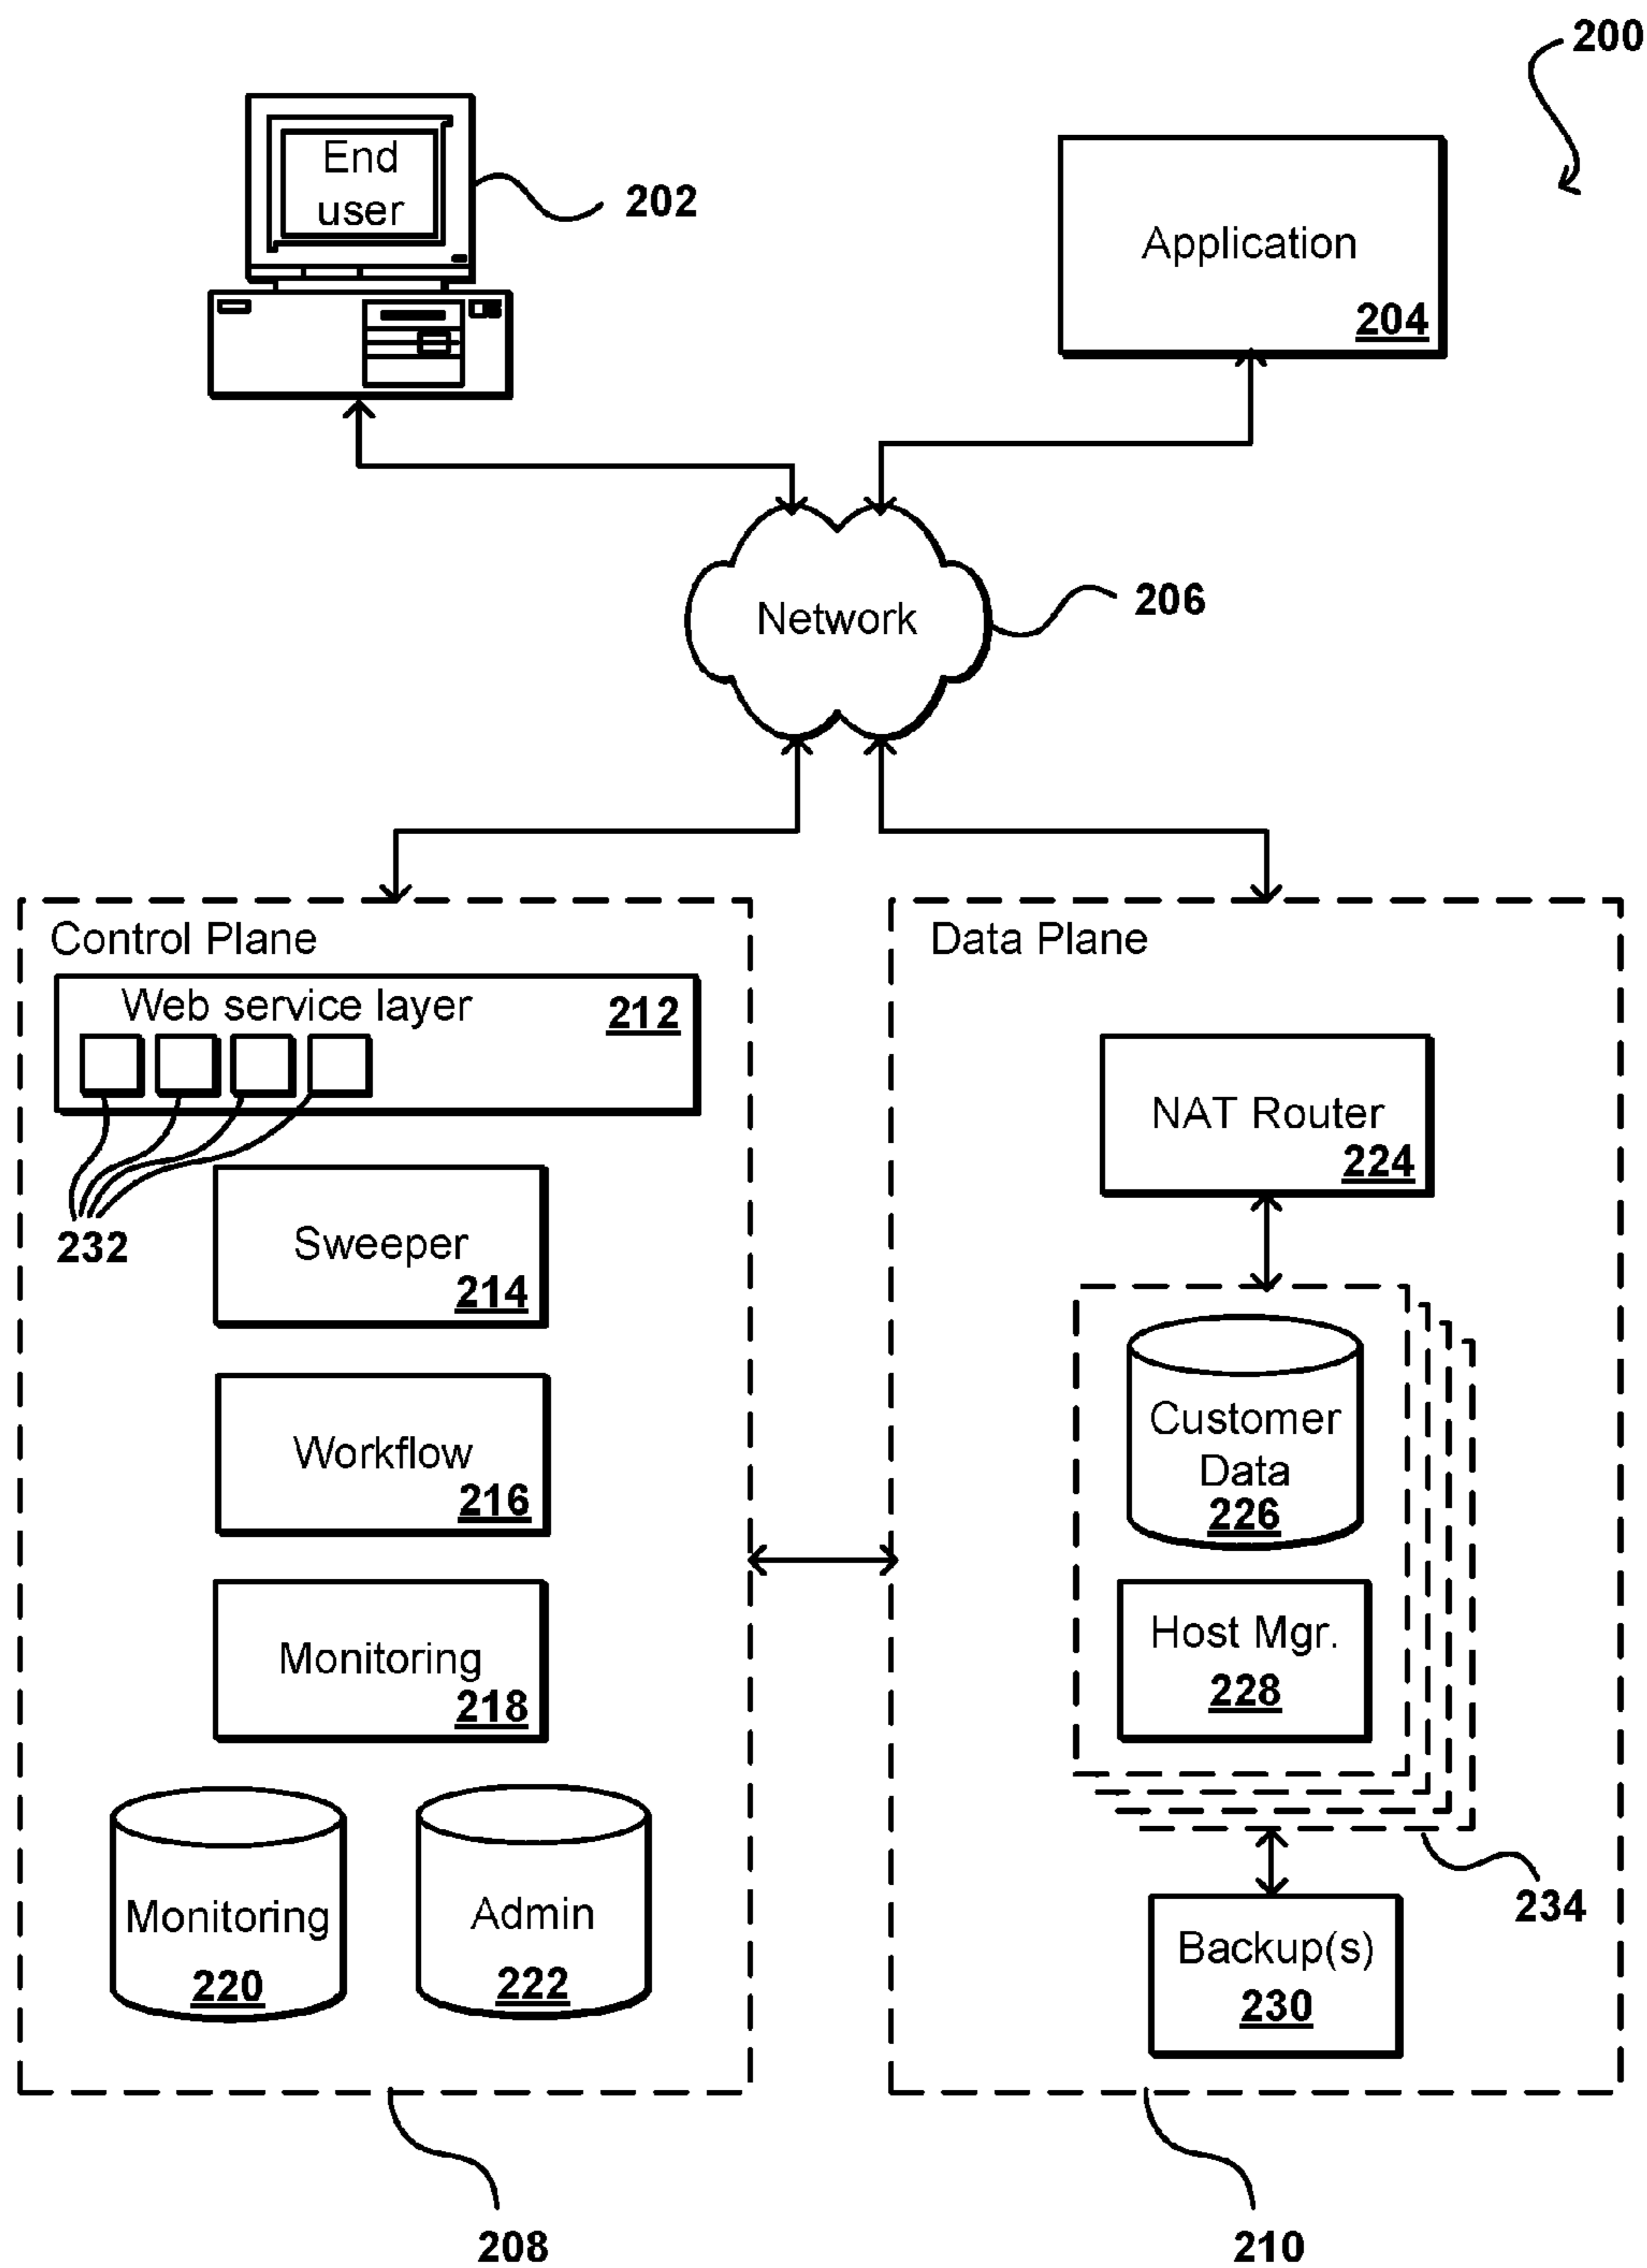 200
End
user
202
Application
204
Network
206
Control Plane
Web service layer
212
232
Sweeper
214
Workflow
216
Monitoring
218
Monitoring
220
Admin
222
208
Data Plane
NAT Router
224
Customer
Data
226
Host Mgr.
228
234
Backup(s)
230
210